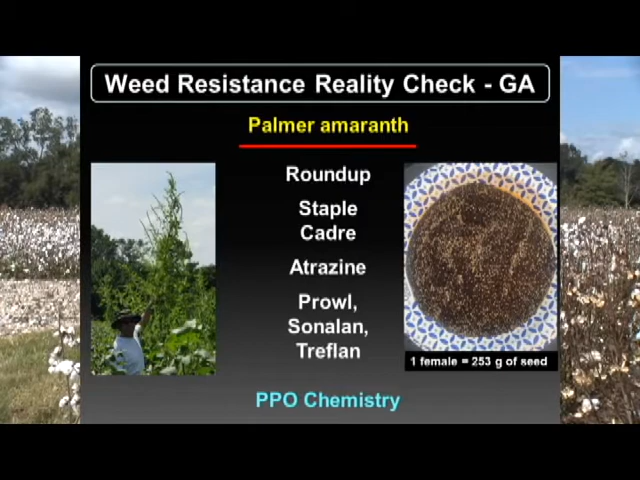 Weed Resistance Reality Check - GA
Palmer amaranth
Roundup
Staple
Cadre
Atrazine
Prowl,
Sonalan,
Treflan
1 female = 253 g of seed
PPO Chemistry